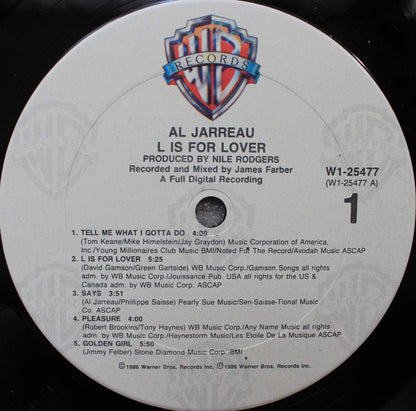 WB
RECORDS
AL JARREAU
L IS FOR LOVER
PRODUCED BY NILE RODGERS
Recorded and Mixed by James Farber
A Full Digital Recording
W1-25477
(W1-25477 A)
1
1. TELL ME WHAT I GOTTA DO 4:00
(Tom Keane/Mike Himelstein/Jay Graydon) Music Corporation of America,
Inc./Young Millionaires Club Music BMI/Noted For The Record/Avodah Music ASCAP
2. L IS FOR LOVER 5:25
(David Gamson/Green Gartside) WB Music Corp./Gamson Songs all rights
adm. by WB Music Corp./Jouissance Pub. USA all rights for the US &
Canada adm. by WB Music Corp. ASCAP
3. SAYS 3:51
(Al Jarreau/Philippe Saisse) Pearly Sue Music/Sen-Saisse-Tional Music
Co. ASCAP
4. PLEASURE 4:00
(Robert Brookins/Tony Haynes) WB Music Corp./Any Name Music all rights
adm. by WB Music Corp./Haynestorm Music/Les Etoile De La Musique ASCAP
5. GOLDEN GIRL 5:50
(Jimmy Felber) Stone Diamond Music Corp. BMI
©1986 Warner Bros. Records Inc. ℗1986 Warner Bros. Records Inc.